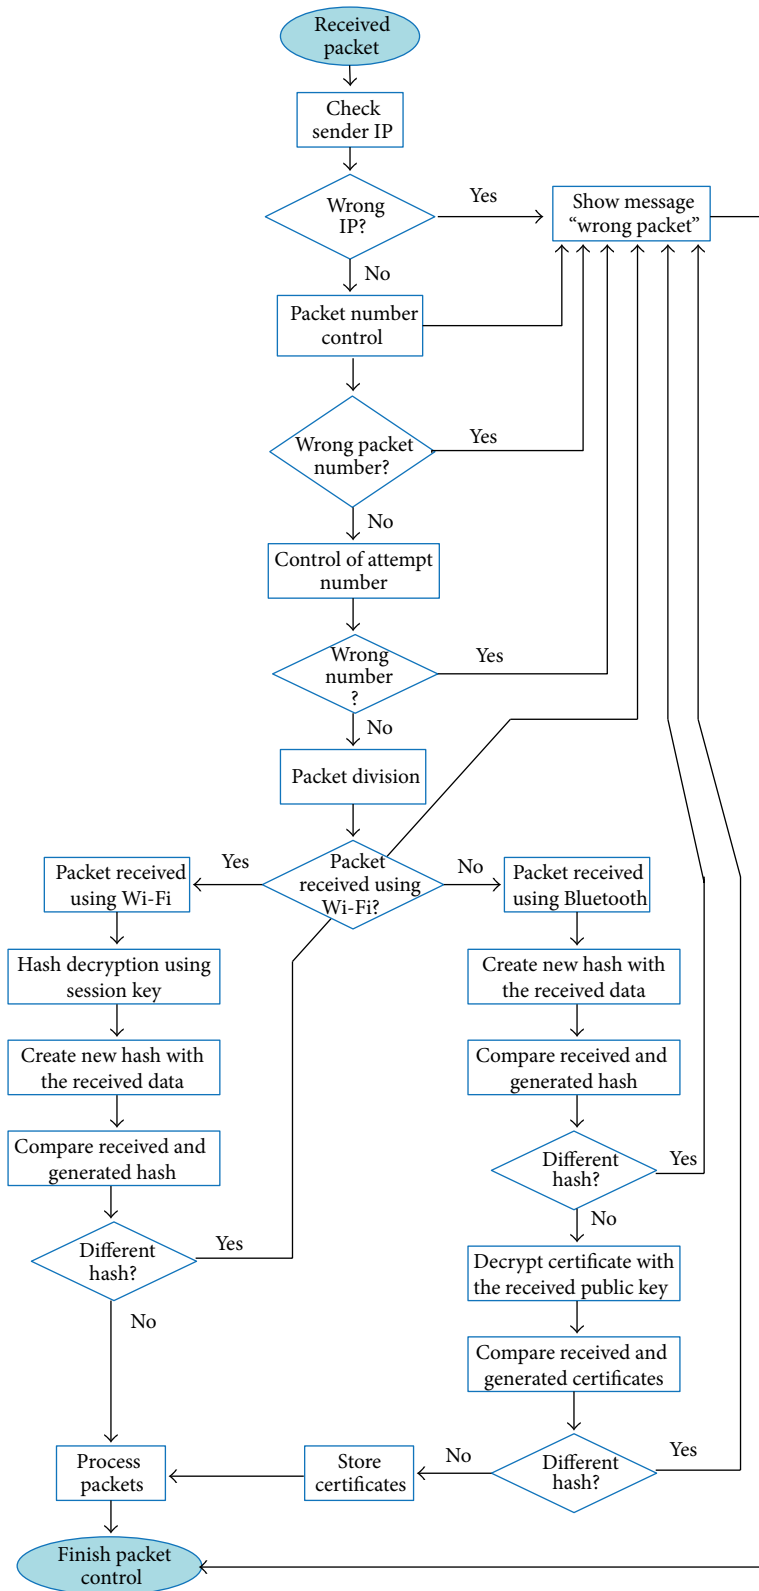 Received
packet
Check
sender IP
Wrong
IP?
Yes
Show message
“wrong packet”
No
Packet number
control
Wrong packet
number?
Yes
No
Control of attempt
number
Wrong
number
?
Yes
No
Packet division
Packet
received using
Wi-Fi?
Yes
No
Packet received
using Wi-Fi
Packet received
using Bluetooth
Hash decryption using
session key
Create new hash with
the received data
Create new hash with
the received data
Compare received and
generated hash
Compare received and
generated hash
Different
hash?
Yes
No
Different
hash?
Yes
No
Decrypt certificate with
the received public key
Compare received and
generated certificates
Different
hash?
Yes
No
Store
certificates
Process
packets
Finish packet
control